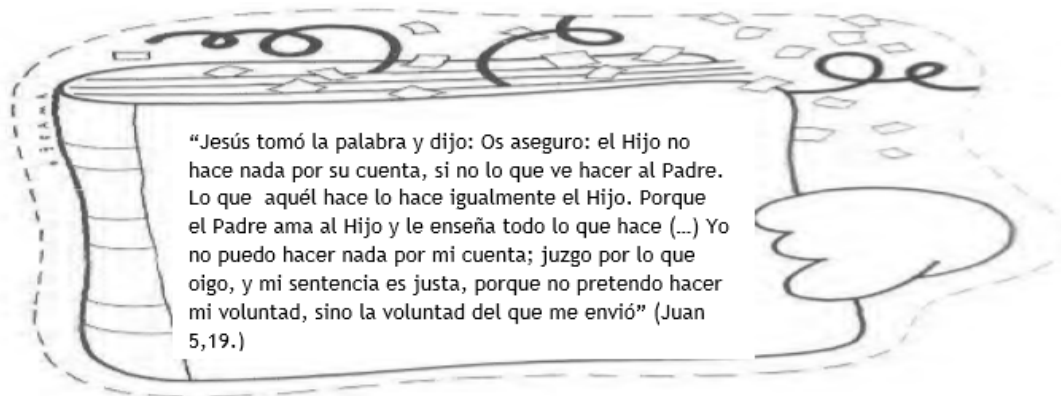 “Jesús tomó la palabra y dijo: Os aseguro: el Hijo no
hace nada por su cuenta, si no lo que ve hacer al Padre.
Lo que  aquél hace lo hace igualmente el Hijo. Porque
el Padre ama al Hijo y le enseña todo lo que hace (…) Yo
no puedo hacer nada por mi cuenta; juzgo por lo que
oigo, y mi sentencia es justa, porque no pretendo hacer
mi voluntad, sino la voluntad del que me envió” (Juan
5,19.)